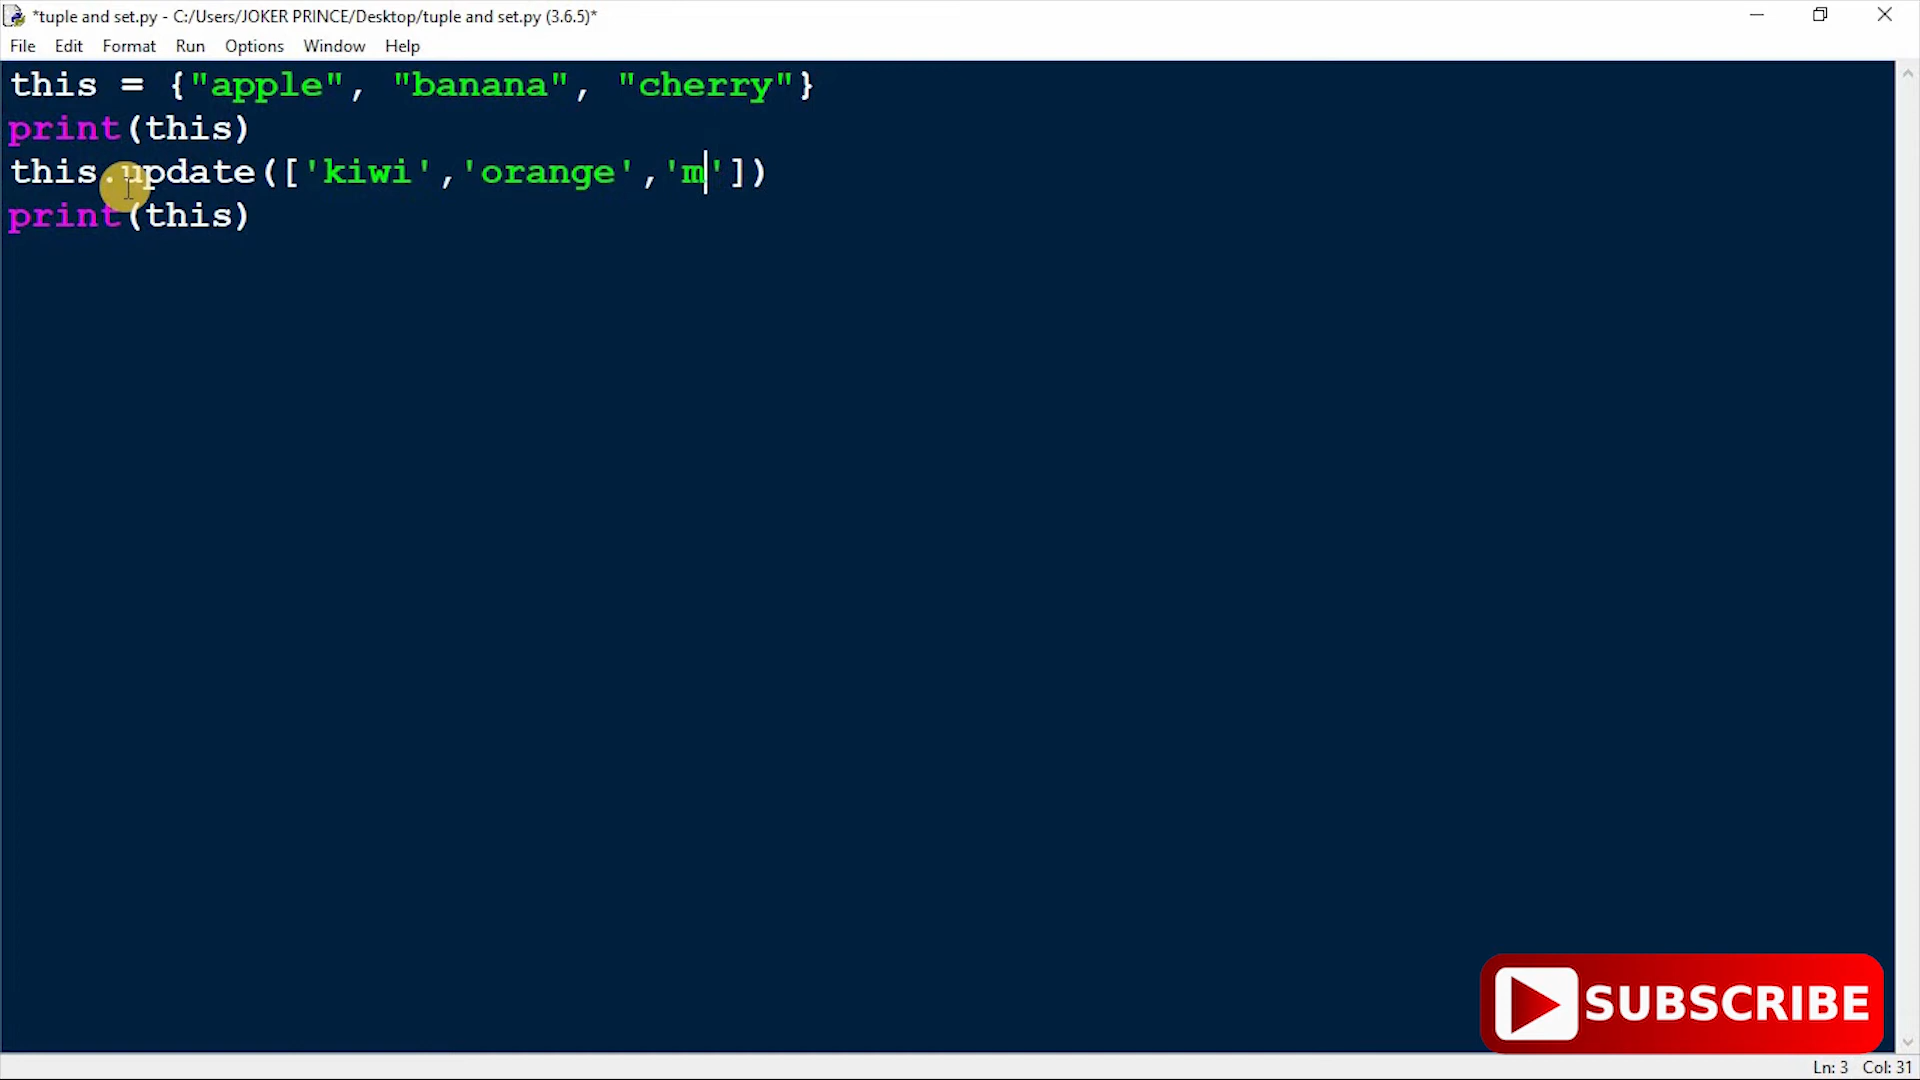 *tuple and set.py - C:/Users/JOKER PRINCE/Desktop/tuple and set.py (3.6.5)*
File Edit Format Run Options Window Help
this = {"apple", "banana", "cherry"}
print(this)
this.update(['kiwi','orange','m'])
print(this)
SUBSCRIBE
Ln: 3 Col: 31